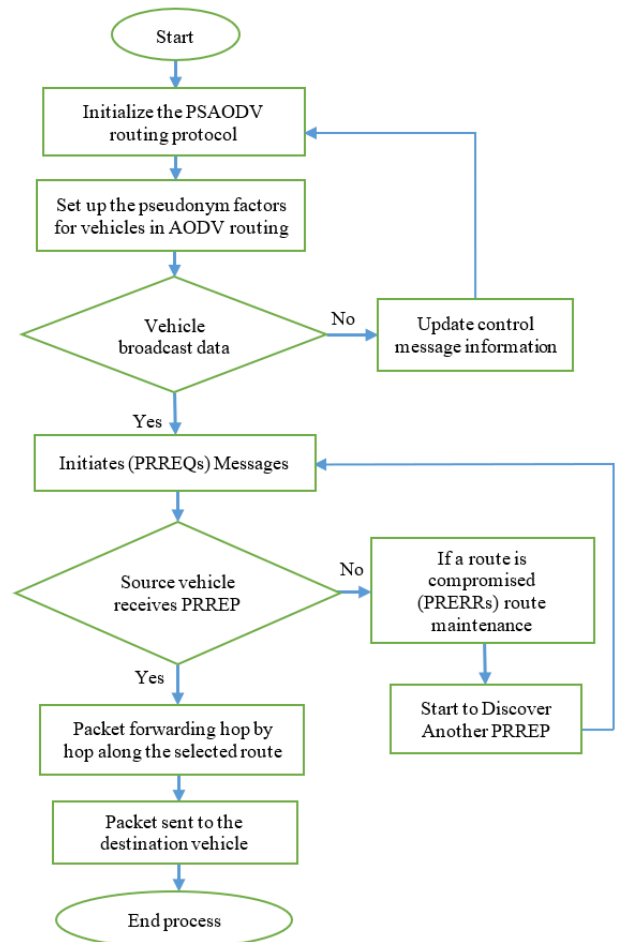 Start
Initialize the PSAODV
routing protocol
Set up the pseudonym factors
for vehicles in AODV routing
Vehicle
broadcast data
No
Update control
message information
Yes
Initiates (PRREQs) Messages
Source vehicle
receives PRREP
No
If a route is
compromised
(PRERRs) route
maintenance
Yes
Start to Discover
Another PRREP
Packet forwarding hop by
hop along the selected route
Packet sent to the
destination vehicle
End process